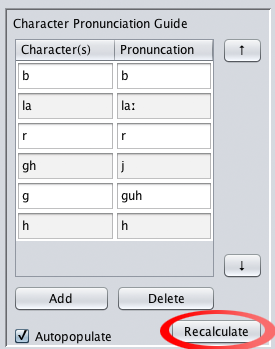 Character Pronunciation Guide
Character(s) Pronuncation
b b
la la:
r r
gh j
g guh
h h
↑
↓
Add Delete
Autopopulate Recalculate